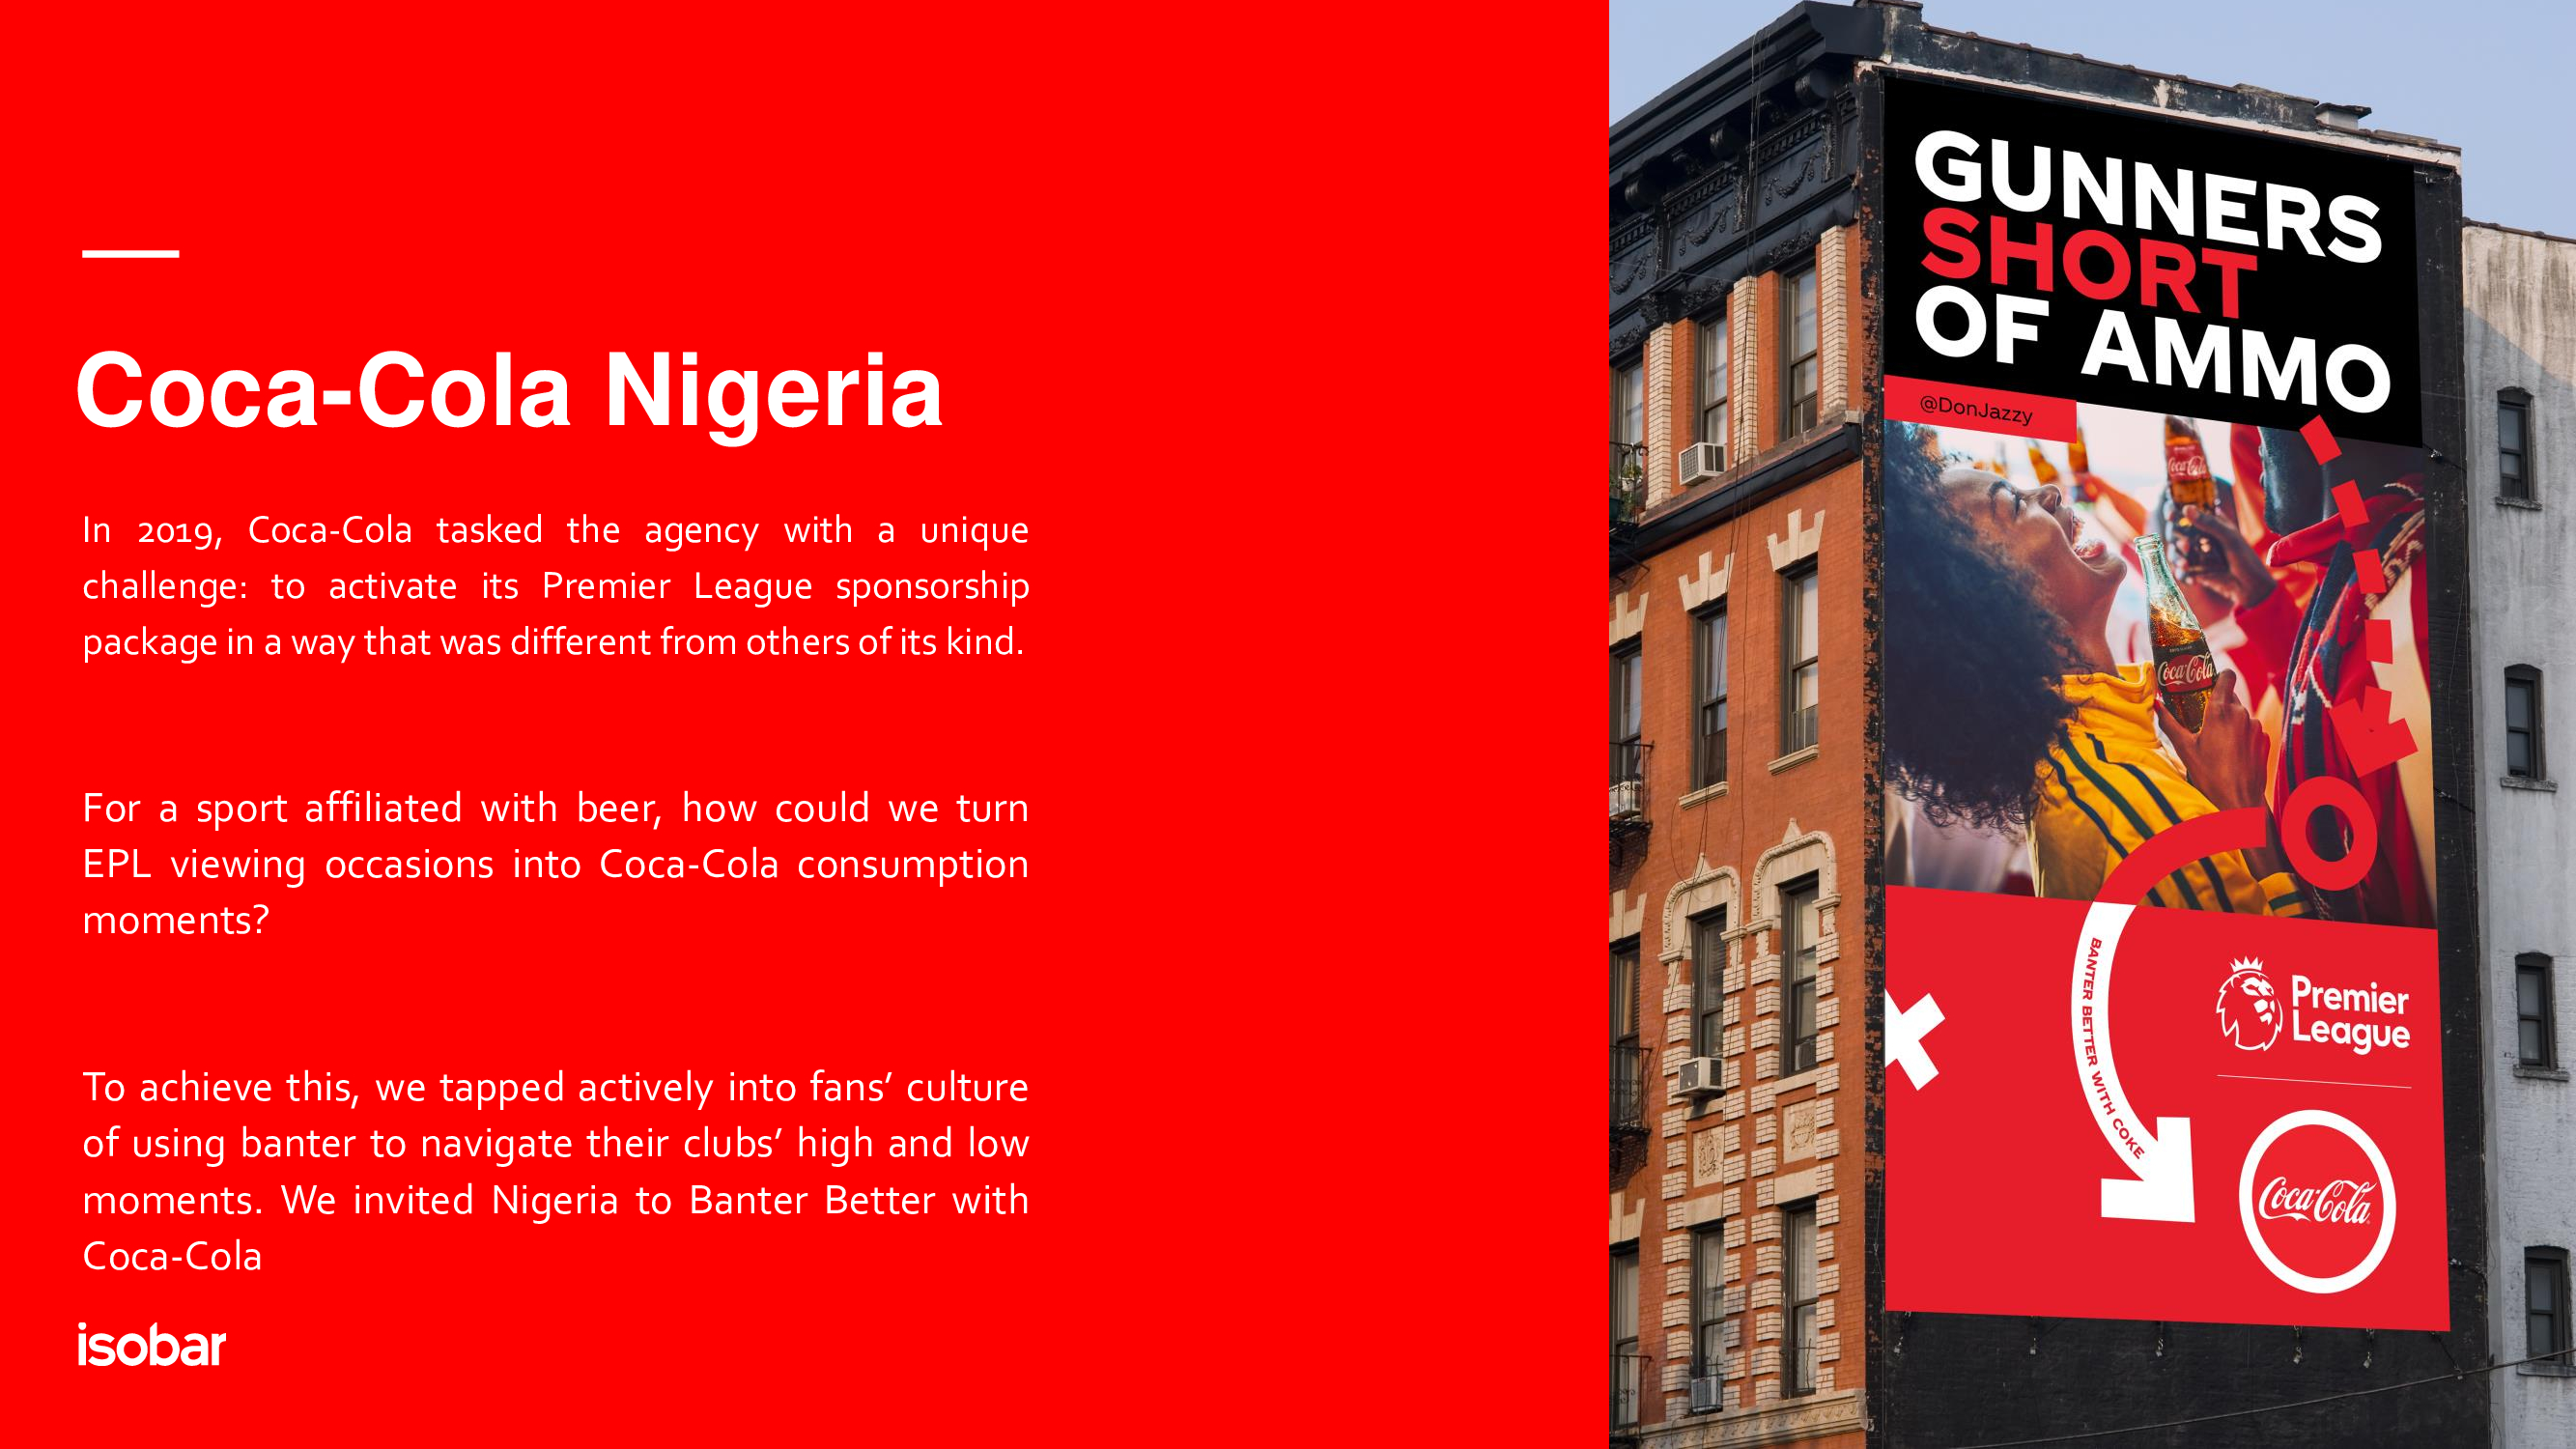 Coca-Cola Nigeria
In 2019, Coca-Cola tasked the agency with a unique
challenge: to activate its Premier League sponsorship
package in a way that was different from others of its kind.
For a sport affiliated with beer, how could we turn
EPL viewing occasions into Coca-Cola consumption
moments?
To achieve this, we tapped actively into fans’ culture
of using banter to navigate their clubs’ high and low
moments. We invited Nigeria to Banter Better with
Coca-Cola
isobar
GUNNERS
SHORT
OF AMMO
@DonJazzy
Coca-Cola
Coca-Cola
BANTER BETTER WITH COKE
Premier
League
Coca-Cola